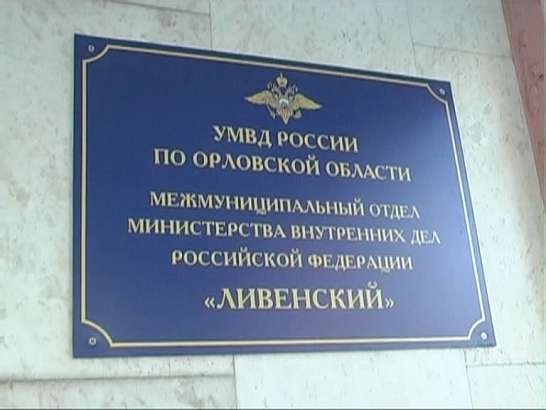 УМВД РОССИИ
ПО ОРЛОВСКОЙ ОБЛАСТИ
МЕЖМУНИЦИПАЛЬНЫЙ ОТДЕЛ
МИНИСТЕРСТВА ВНУТРЕННИХ ДЕЛ
РОССИЙСКОЙ ФЕДЕРАЦИИ
«ЛИВЕНСКИЙ»